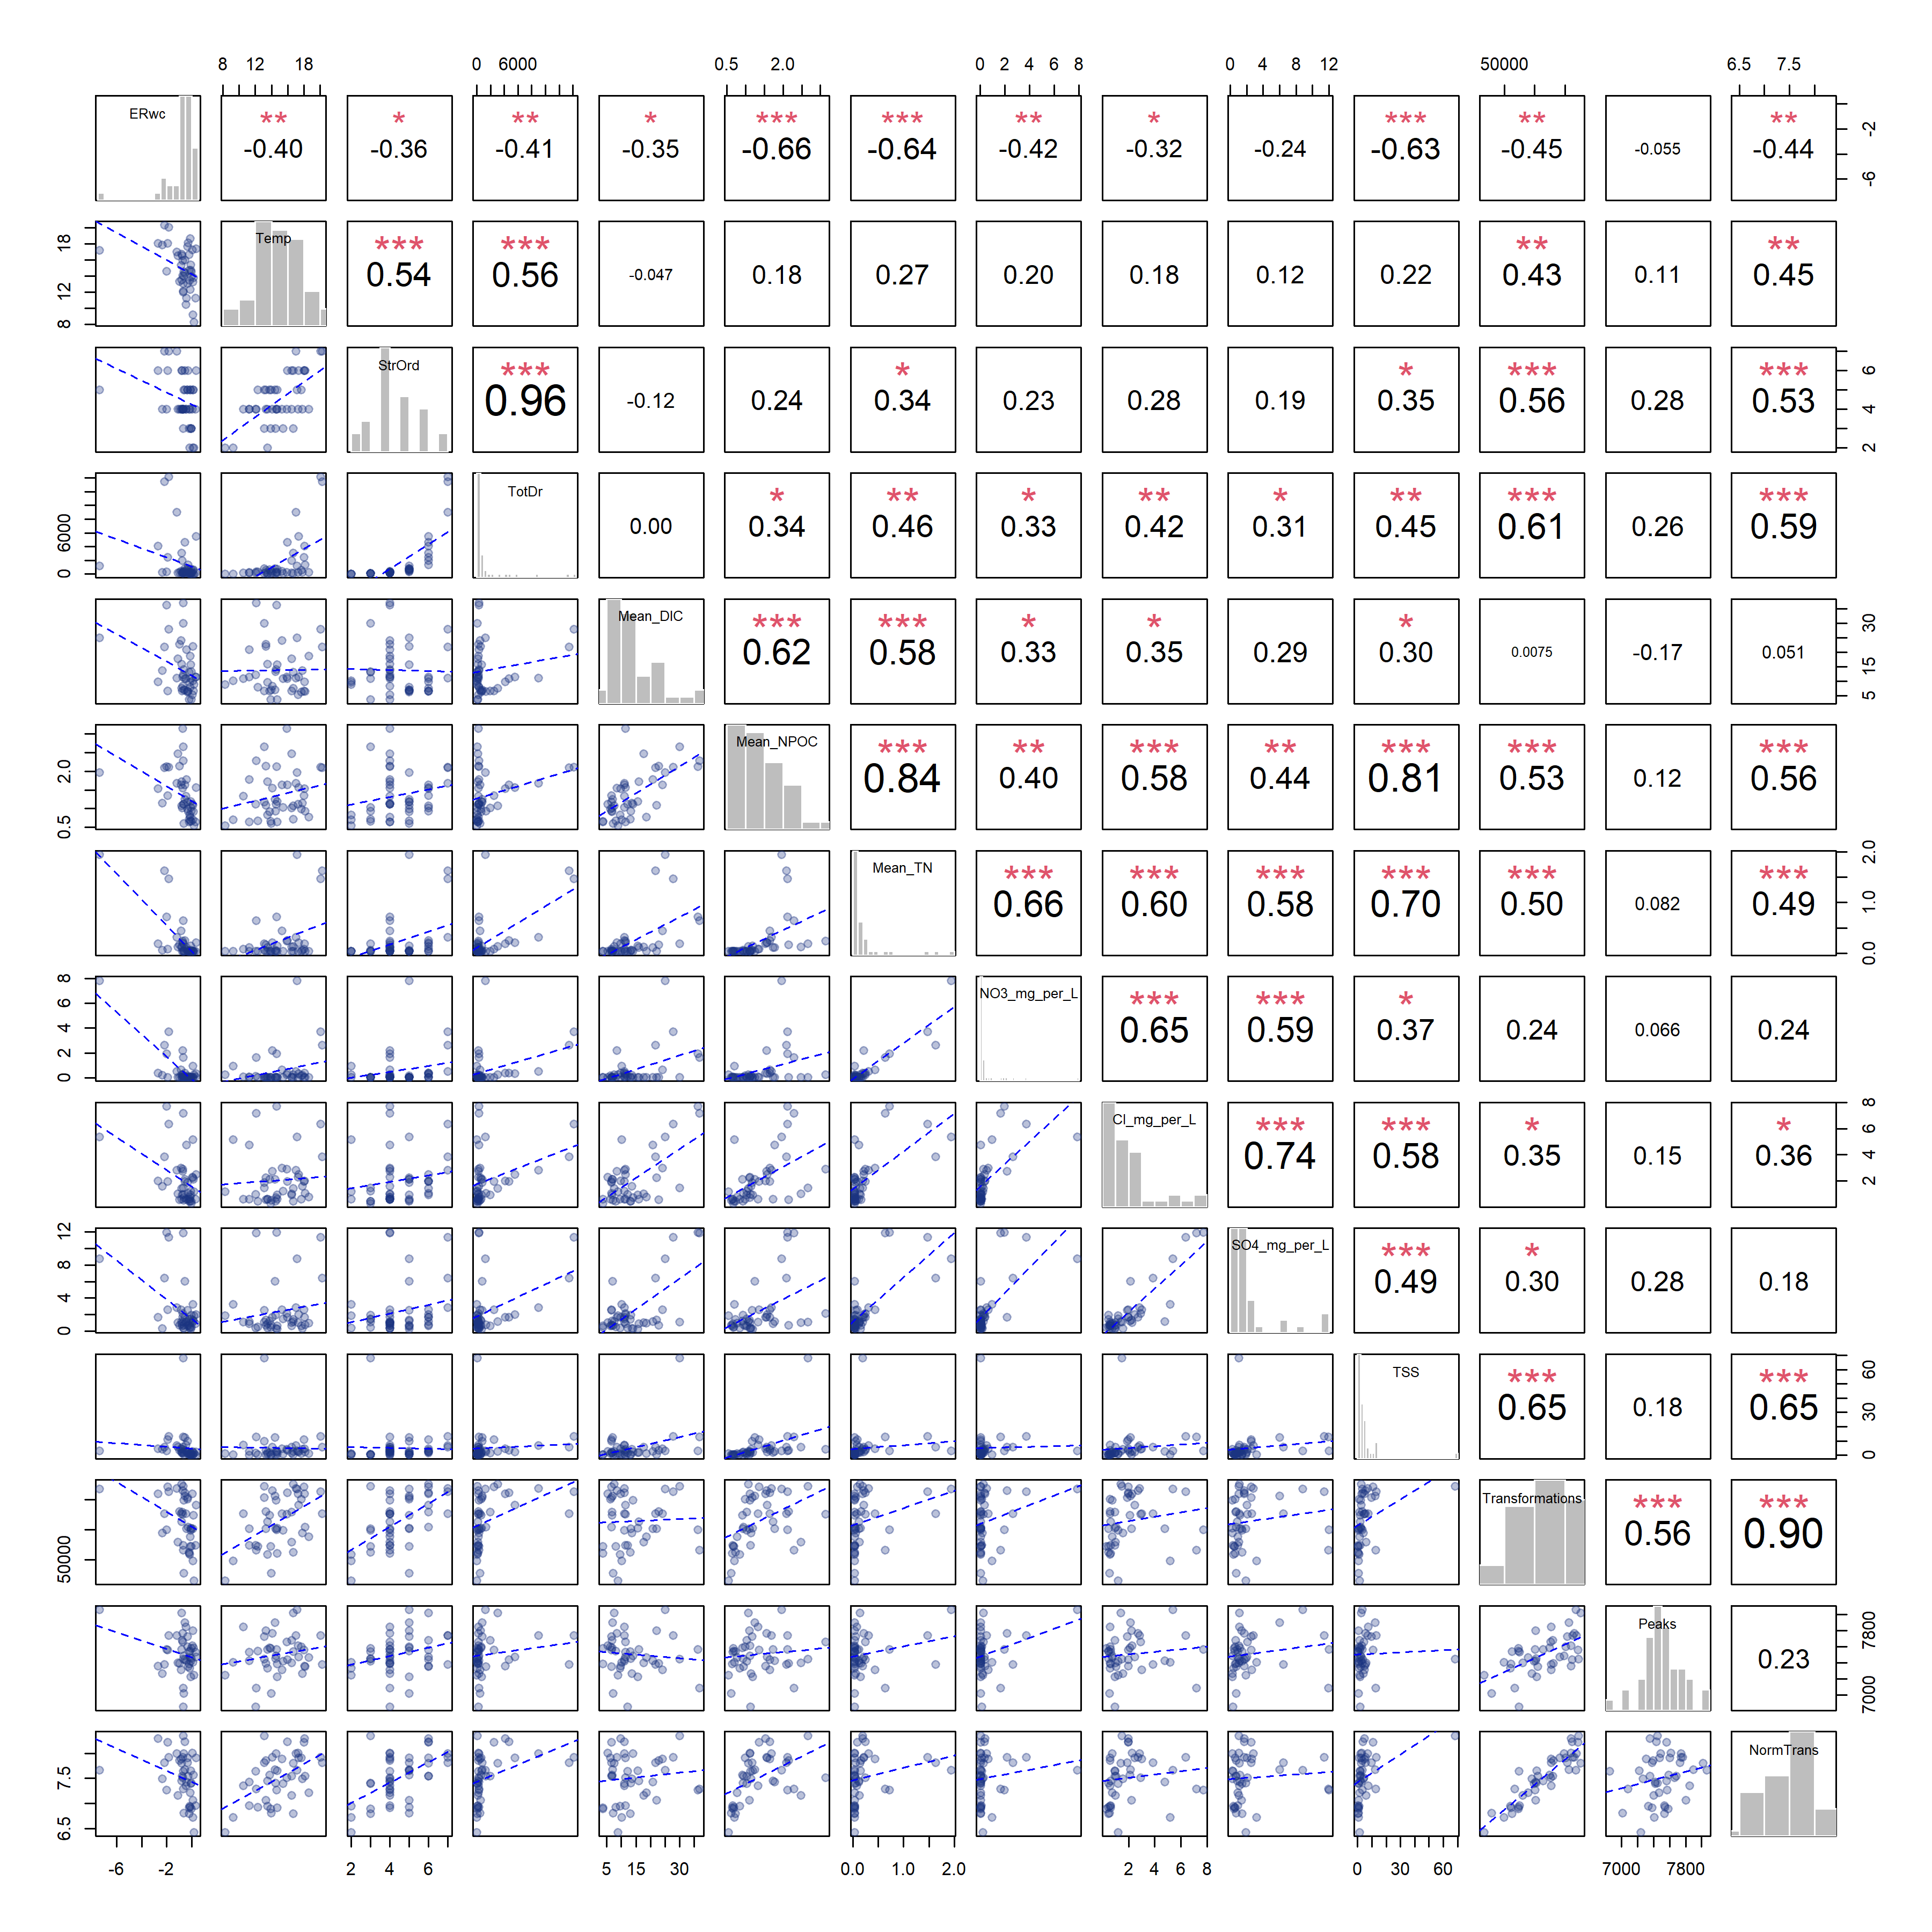 8 12 18 0 6000 0.5 2.0 0 2 4 6 8 0 4 8 12 50000 6.5 7.5
ERwc ** * ** * *** *** ** * *** ** **
-0.40 -0.36 -0.41 -0.35 -0.66 -0.64 -0.42 -0.32 -0.24 -0.63 -0.45 -0.055 -0.44 -6 -2
8 12 18 Temp *** *** ** **
0.54 0.56 -0.047 0.18 0.27 0.20 0.18 0.12 0.22 0.43 0.11 0.45
StrOrd *** * * *** ***
0.96 -0.12 0.24 0.34 0.23 0.28 0.19 0.35 0.56 0.28 0.53 2 4 6
0 6000 TotDr * ** * ** * ** *** ***
0.00 0.34 0.46 0.33 0.42 0.31 0.45 0.61 0.26 0.59
Mean_DIC *** *** * * *
0.62 0.58 0.33 0.35 0.29 0.30 0.0075 -0.17 0.051 5 15 30
0.5 2.0 Mean_NPOC *** ** *** ** *** *** ***
0.84 0.40 0.58 0.44 0.81 0.53 0.12 0.56
Mean_TN *** *** *** *** *** ***
0.66 0.60 0.58 0.70 0.50 0.082 0.49 0.0 1.0 2.0
0 2 4 6 8 NO3_mg_per_L *** *** *
0.65 0.59 0.37 0.24 0.066 0.24
Cl_mg_per_L *** *** * *
0.74 0.58 0.35 0.15 0.36 2 4 6 8
0 4 8 12 SO4_mg_per_L *** *
0.49 0.30 0.28 0.18
TSS *** ***
0.65 0.18 0.65 0 30 60
50000 Transformations *** ***
0.56 0.90
Peaks
0.23 7000 7800
6.5 7.5 NormTrans
-6 -2 2 4 6 5 15 30 0.0 1.0 2.0 2 4 6 8 0 30 60 7000 7800